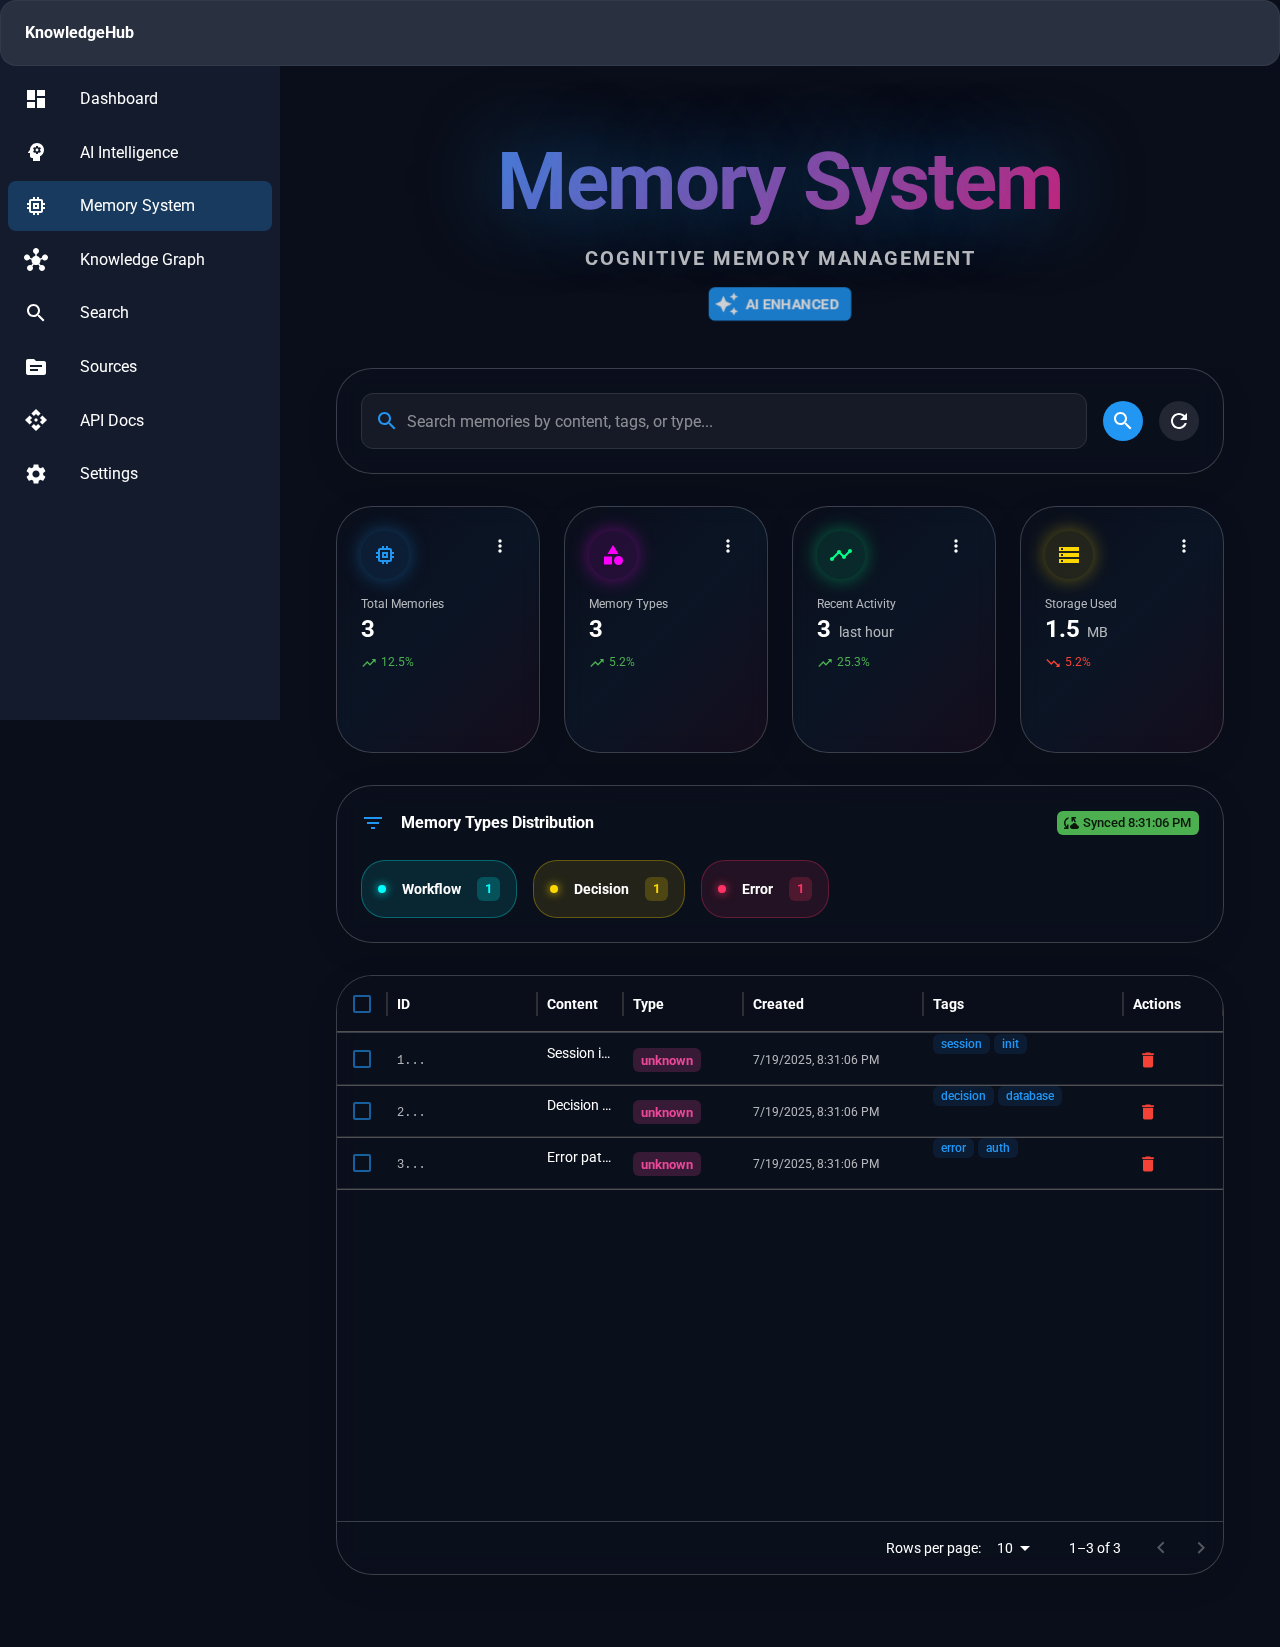 KnowledgeHub
Dashboard
AI Intelligence
Memory System
Knowledge Graph
Search
Sources
API Docs
Settings
Memory System
COGNITIVE MEMORY MANAGEMENT
AI ENHANCED
Search memories by content, tags, or type...
Total Memories
3
12.5%
Memory Types
3
5.2%
Recent Activity
3 last hour
25.3%
Storage Used
1.5 MB
5.2%
Memory Types Distribution
Synced 8:31:06 PM
Workflow 1
Decision 1
Error 1
ID Content Type Created Tags Actions
1... Session i... unknown 7/19/2025, 8:31:06 PM session init
2... Decision ... unknown 7/19/2025, 8:31:06 PM decision database
3... Error pat... unknown 7/19/2025, 8:31:06 PM error auth
Rows per page: 10 1–3 of 3